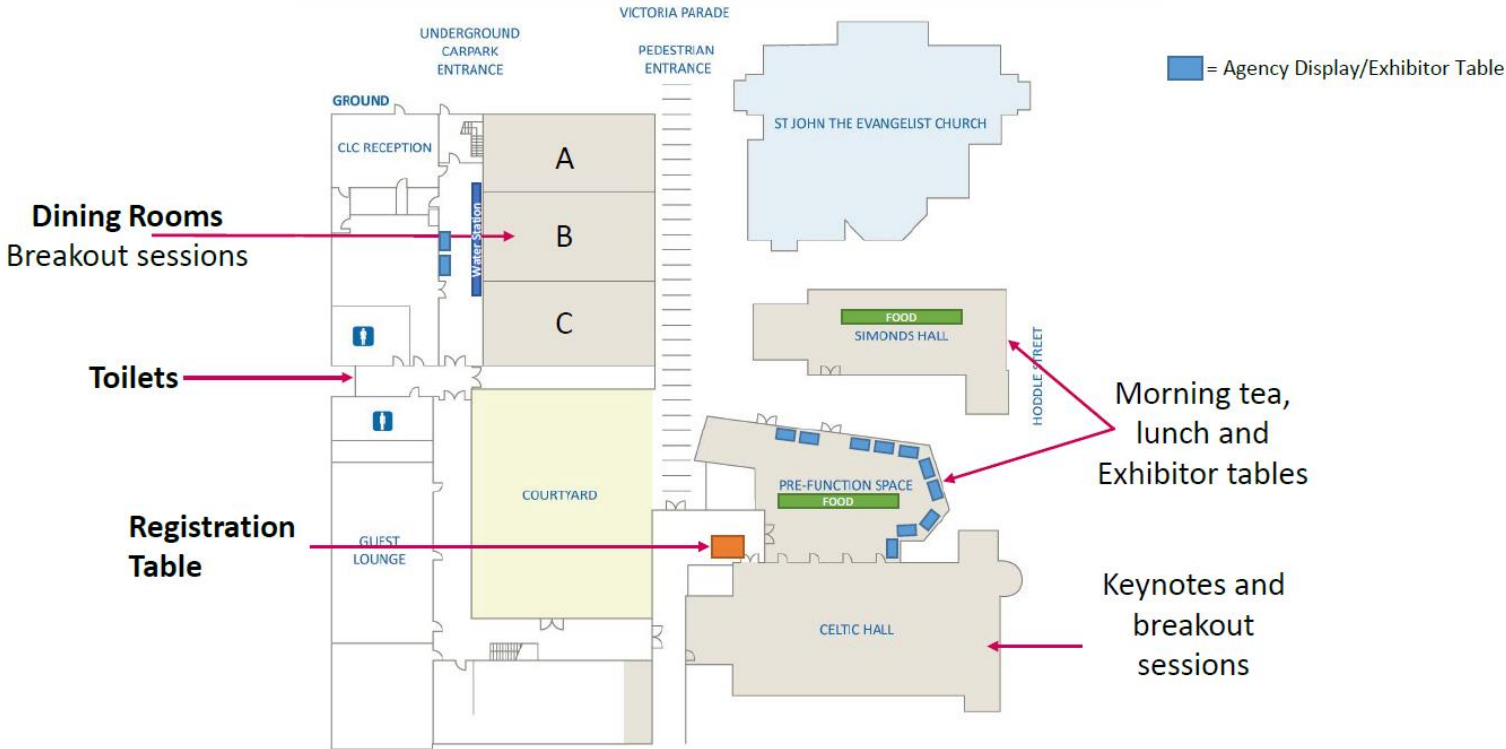 VICTORIA PARADE
UNDERGROUND
CARPARK
ENTRANCE
PEDESTRIAN
ENTRANCE
= Agency Display/Exhibitor Table
GROUND
CLC RECEPTION
ST JOHN THE EVANGELIST CHURCH
A
Dining Rooms
Breakout sessions
Water Station
B
C
FOOD
SIMONDS HALL
HODDLE STREET
Toilets
Morning tea,
lunch and
Exhibitor tables
COURTYARD
PRE-FUNCTION SPACE
FOOD
Registration
Table
GUEST
LOUNGE
CELTIC HALL
Keynotes and
breakout
sessions